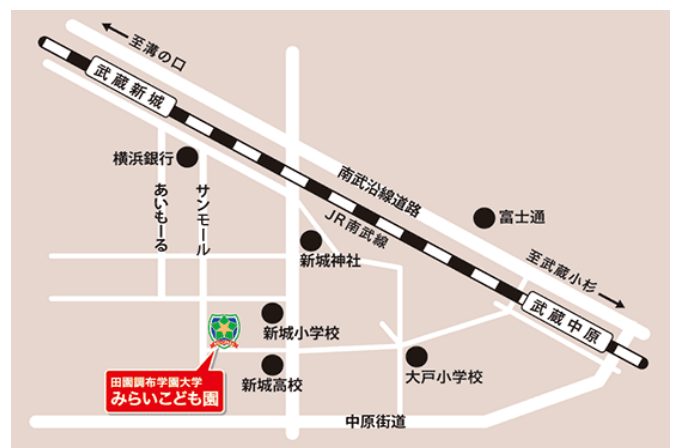 至溝の口
武蔵新城
横浜銀行
あいもーる
サンモール
南武沿線道路
JR南武線
富士通
新城神社
至武蔵小杉
武蔵中原
新城小学校
田園調布学園大学
みらいこども園
新城高校
大戸小学校
中原街道